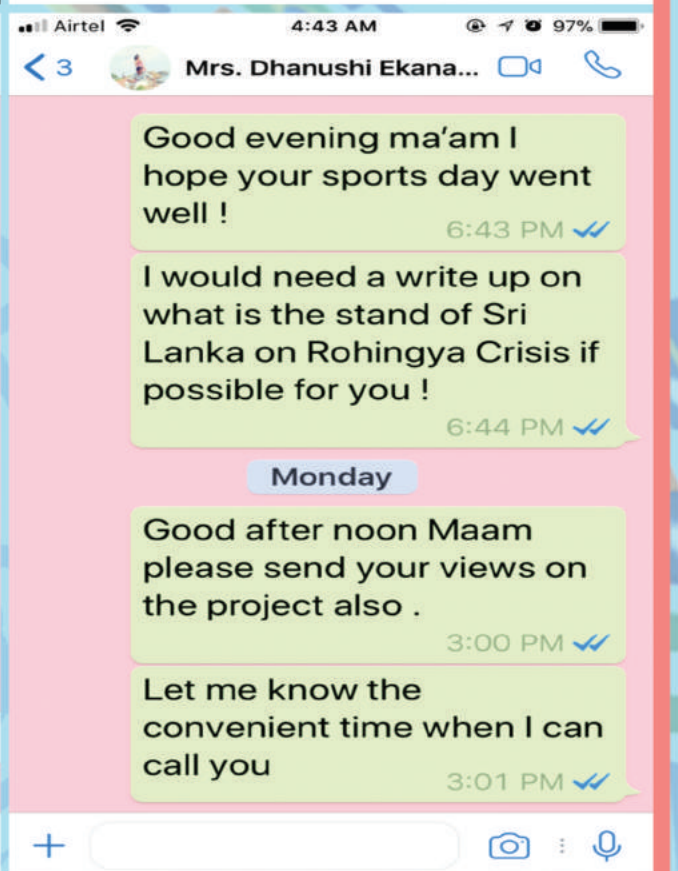 Airtel 4:43 AM 97%
3 Mrs. Dhanushi Ekana...
Good evening ma'am I
hope your sports day went
well !
6:43 PM
I would need a write up on
what is the stand of Sri
Lanka on Rohingya Crisis if
possible for you !
6:44 PM
Monday
Good after noon Maam
please send your views on
the project also .
3:00 PM
Let me know the
convenient time when I can
call you
3:01 PM